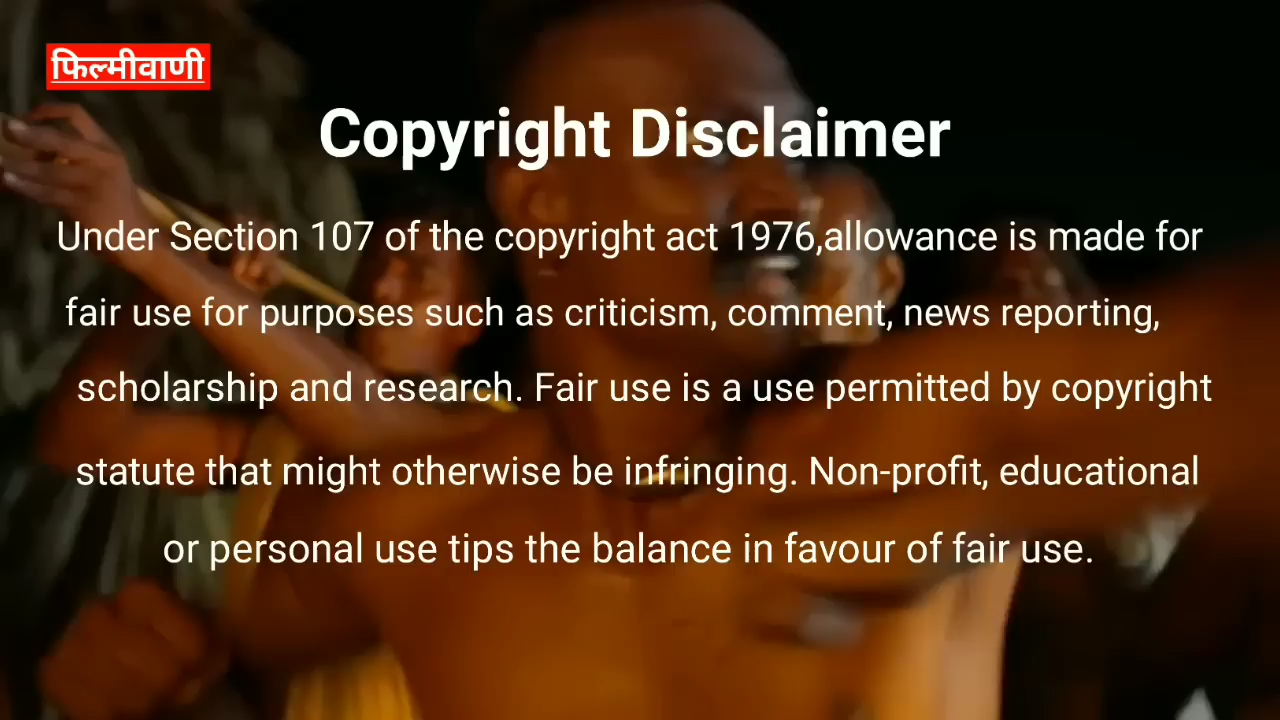 फिल्मीवाणी
Copyright Disclaimer
Under Section 107 of the copyright act 1976,allowance is made for
fair use for purposes such as criticism, comment, news reporting,
scholarship and research. Fair use is a use permitted by copyright
statute that might otherwise be infringing. Non-profit, educational
or personal use tips the balance in favour of fair use.